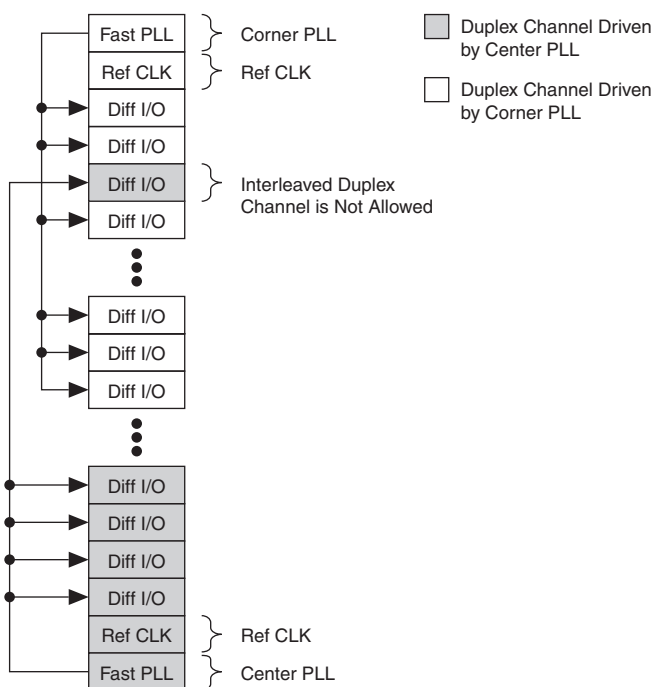 Fast PLL
Corner PLL
Ref CLK
Ref CLK
Diff I/O
Diff I/O
Diff I/O
Interleaved Duplex
Channel is Not Allowed
Diff I/O
Diff I/O
Diff I/O
Diff I/O
Diff I/O
Diff I/O
Diff I/O
Diff I/O
Ref CLK
Ref CLK
Fast PLL
Center PLL
Duplex Channel Driven
by Center PLL
Duplex Channel Driven
by Corner PLL